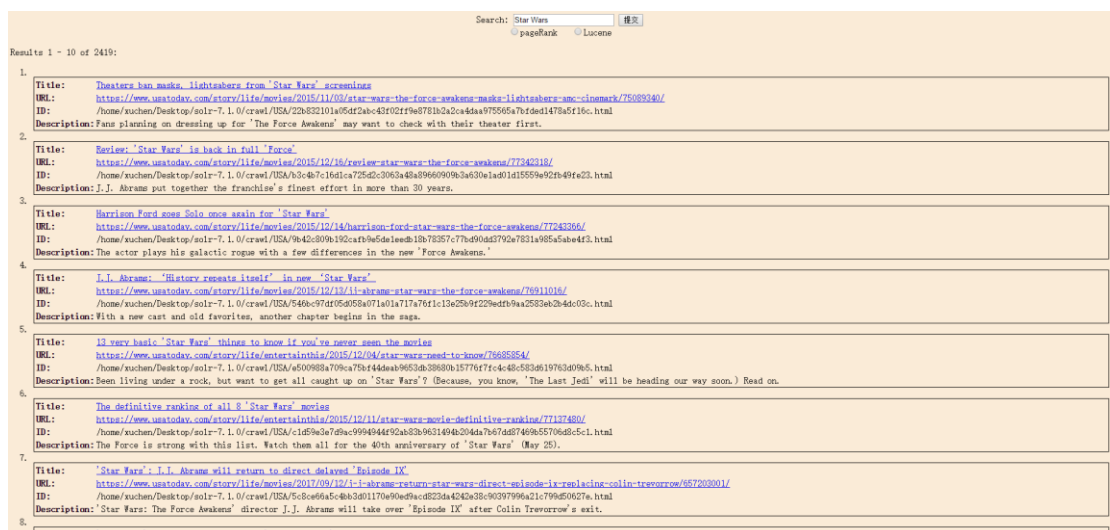 Search: Star Wars 提交
pageRank Lucene
Results 1 - 10 of 2419:
1.
Title: Theaters ban masks, lightsabers from 'Star Wars' screenings
URL: https://www.usatoday.com/story/life/movies/2015/11/03/star-wars-the-force-awakens-masks-lightsabers-amc-cinemark/75089340/
ID: /home/xuchen/Desktop/solr-7.1.0/crawl/USA/22b832101a05df2abc43f02ff9e8781b2a2ca4daa975565a7bfded1478a5f16c.html
Description: Fans planning on dressing up for 'The Force Awakens' may want to check with their theater first.
2.
Title: Review: 'Star Wars' is back in full 'Force'
URL: https://www.usatoday.com/story/life/movies/2015/12/16/review-star-wars-the-force-awakens/77342318/
ID: /home/xuchen/Desktop/solr-7.1.0/crawl/USA/b3c4b7c16d1ca725d2c3063a48a89660909b3a630e1ad01d15559e92fb49fe23.html
Description: J.J. Abrams put together the franchise's finest effort in more than 30 years.
3.
Title: Harrison Ford goes Solo once again for 'Star Wars'
URL: https://www.usatoday.com/story/life/movies/2015/12/14/harrison-ford-star-wars-the-force-awakens/77243366/
ID: /home/xuchen/Desktop/solr-7.1.0/crawl/USA/9b42c809b192cafb9e5de1eedb18b78357c77bd90dd3792e7831a985a5abe4f3.html
Description: The actor plays his galactic rogue with a few differences in the new 'Force Awakens.'
4.
Title: J.J. Abrams: ‘History repeats itself’ in new ‘Star Wars’
URL: https://www.usatoday.com/story/life/movies/2015/12/13/jj-abrams-star-wars-the-force-awakens/76911016/
ID: /home/xuchen/Desktop/solr-7.1.0/crawl/USA/546bc97df05d058a071a01a717a76f1c13e25b9f229edfb9aa2583eb2b4dc03c.html
Description: With a new cast and old favorites, another chapter begins in the saga.
5.
Title: 13 very basic 'Star Wars' things to know if you've never seen the movies
URL: https://www.usatoday.com/story/life/entertainthis/2015/12/04/star-wars-need-to-know/76685854/
ID: /home/xuchen/Desktop/solr-7.1.0/crawl/USA/e500988a709ca75bf44deab9653db38680b15776f7fc4c48c583d619763d09b5.html
Description: Been living under a rock, but want to get all caught up on 'Star Wars'? (Because, you know, 'The Last Jedi' will be heading our way soon.) Read on.
6.
Title: The definitive ranking of all 8 'Star Wars' movies
URL: https://www.usatoday.com/story/life/entertainthis/2015/12/11/star-wars-movie-definitive-ranking/77137480/
ID: /home/xuchen/Desktop/solr-7.1.0/crawl/USA/c1d59e3e7d9ac9994944f92ab83b9631494b204da7b67dd87469b55706d8c5c1.html
Description: The Force is strong with this list. Watch them all for the 40th anniversary of 'Star Wars' (May 25).
7.
Title: 'Star Wars': J.J. Abrams will return to direct delayed 'Episode IX'
URL: https://www.usatoday.com/story/life/movies/2017/09/12/j-j-abrams-return-star-wars-direct-episode-ix-replacing-colin-trevorrow/657203001/
ID: /home/xuchen/Desktop/solr-7.1.0/crawl/USA/5c8ce66a5c4bb3d01170e90ed9acd823da4242e38c90397996a21c799d50627e.html
Description: 'Star Wars: The Force Awakens' director J.J. Abrams will take over 'Episode IX' after Colin Trevorrow's exit.
8.